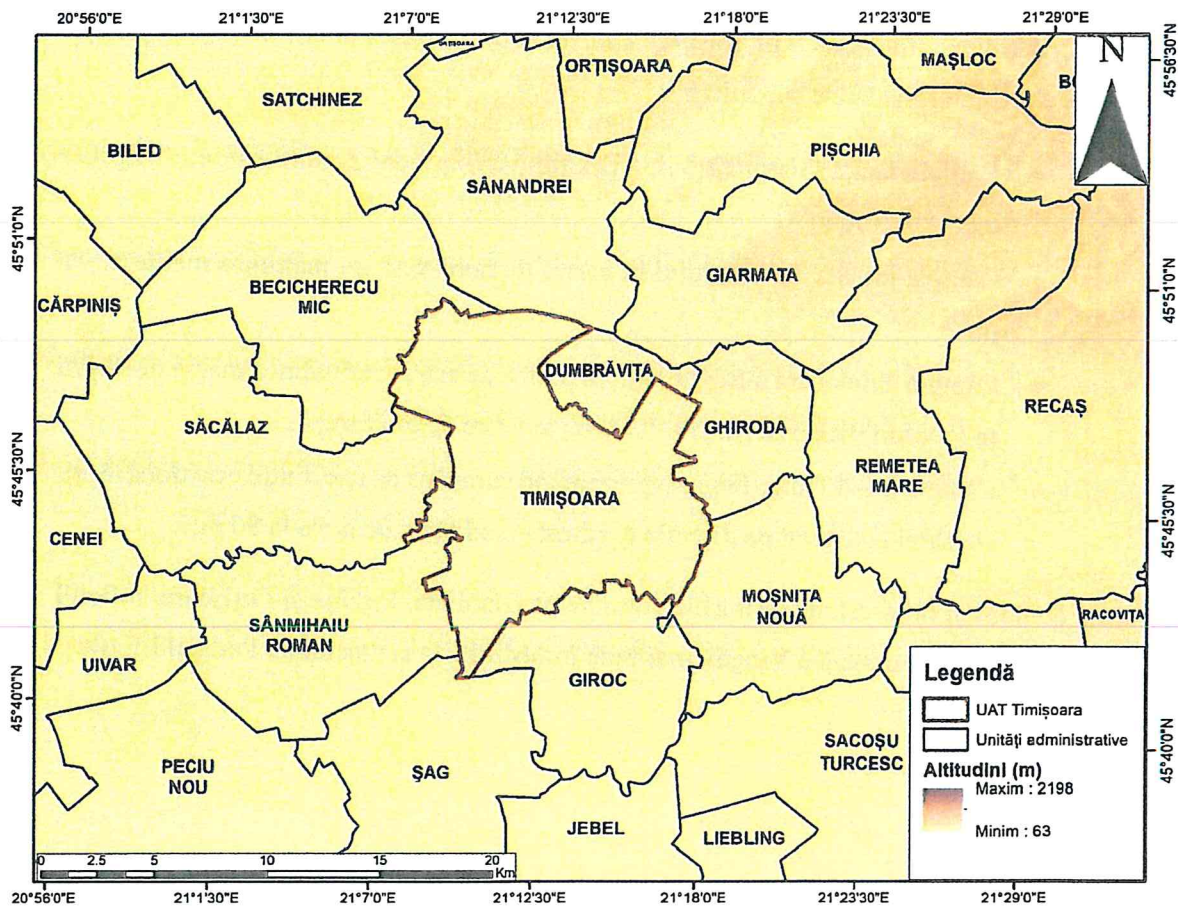 20°56'0"E 21°1'30"E 21°7'0"E 21°12'30"E 21°18'0"E 21°23'30"E 21°29'0"E
45°56'30"N
N
ORȚIȘOARA
ORȚIȘOARA
MAȘLOC
BO
SATCHINEZ
BILED
PIȘCHIA
SÂNANDREI
45°51'0"N
45°51'0"N
GIARMATA
BECICHERECU
MIC
CĂRPINIȘ
DUMBRĂVIȚA
RECAȘ
SĂCĂLAZ
GHIRODA
REMETEA
MARE
45°45'30"N
45°45'30"N
TIMIȘOARA
CENEI
MOȘNIȚA
NOUĂ
RACOVIȚA
SÂNMIHAIU
ROMAN
UIVAR
GIROC
45°40'0"N
45°40'0"N
SACOȘU
TURCESC
PECIU
NOU
ȘAG
JEBEL
LIEBLING
Legendă
UAT Timișoara
Unități administrative
Altitudini (m)
Maxim : 2198
Minim : 63
0 2.5 5 10 15 20
Km
20°56'0"E 21°1'30"E 21°7'0"E 21°12'30"E 21°18'0"E 21°23'30"E 21°29'0"E